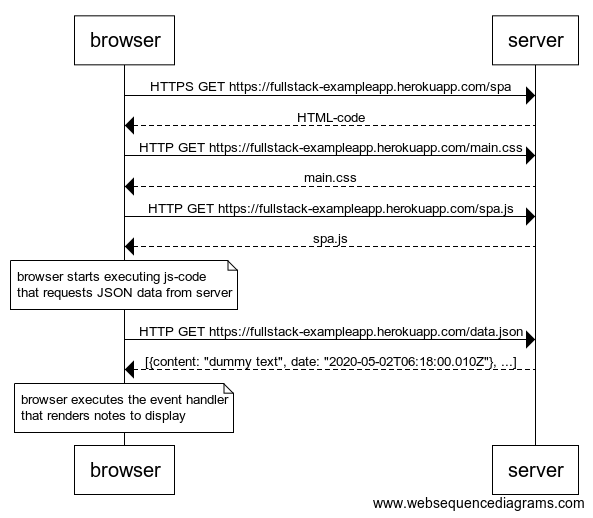 browser
server
HTTPS GET https://fullstack-exampleapp.herokuapp.com/spa
HTML-code
HTTP GET https://fullstack-exampleapp.herokuapp.com/main.css
main.css
HTTP GET https://fullstack-exampleapp.herokuapp.com/spa.js
spa.js
browser starts executing js-code
that requests JSON data from server
HTTP GET https://fullstack-exampleapp.herokuapp.com/data.json
[{content: "dummy text", date: "2020-05-02T06:18:00.010Z"}, ...]
browser executes the event handler
that renders notes to display
browser
server
www.websequencediagrams.com